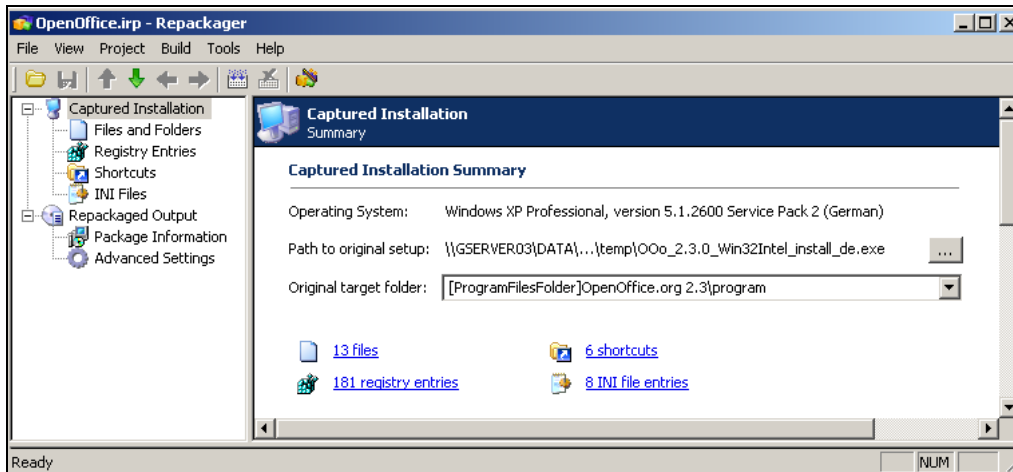 OpenOffice.irp - Repackager
File View Project Build Tools Help
Captured Installation
Files and Folders
Registry Entries
Shortcuts
INI Files
Repackaged Output
Package Information
Advanced Settings
Captured Installation
Summary
Captured Installation Summary
Operating System: Windows XP Professional, version 5.1.2600 Service Pack 2 (German)
Path to original setup: \\GSERVER03\DATA\...\temp\OOo_2.3.0_Win32Intel_install_de.exe ...
Original target folder: [ProgramFilesFolder]OpenOffice.org 2.3\program
13 files 6 shortcuts
181 registry entries 8 INI file entries
Ready NUM